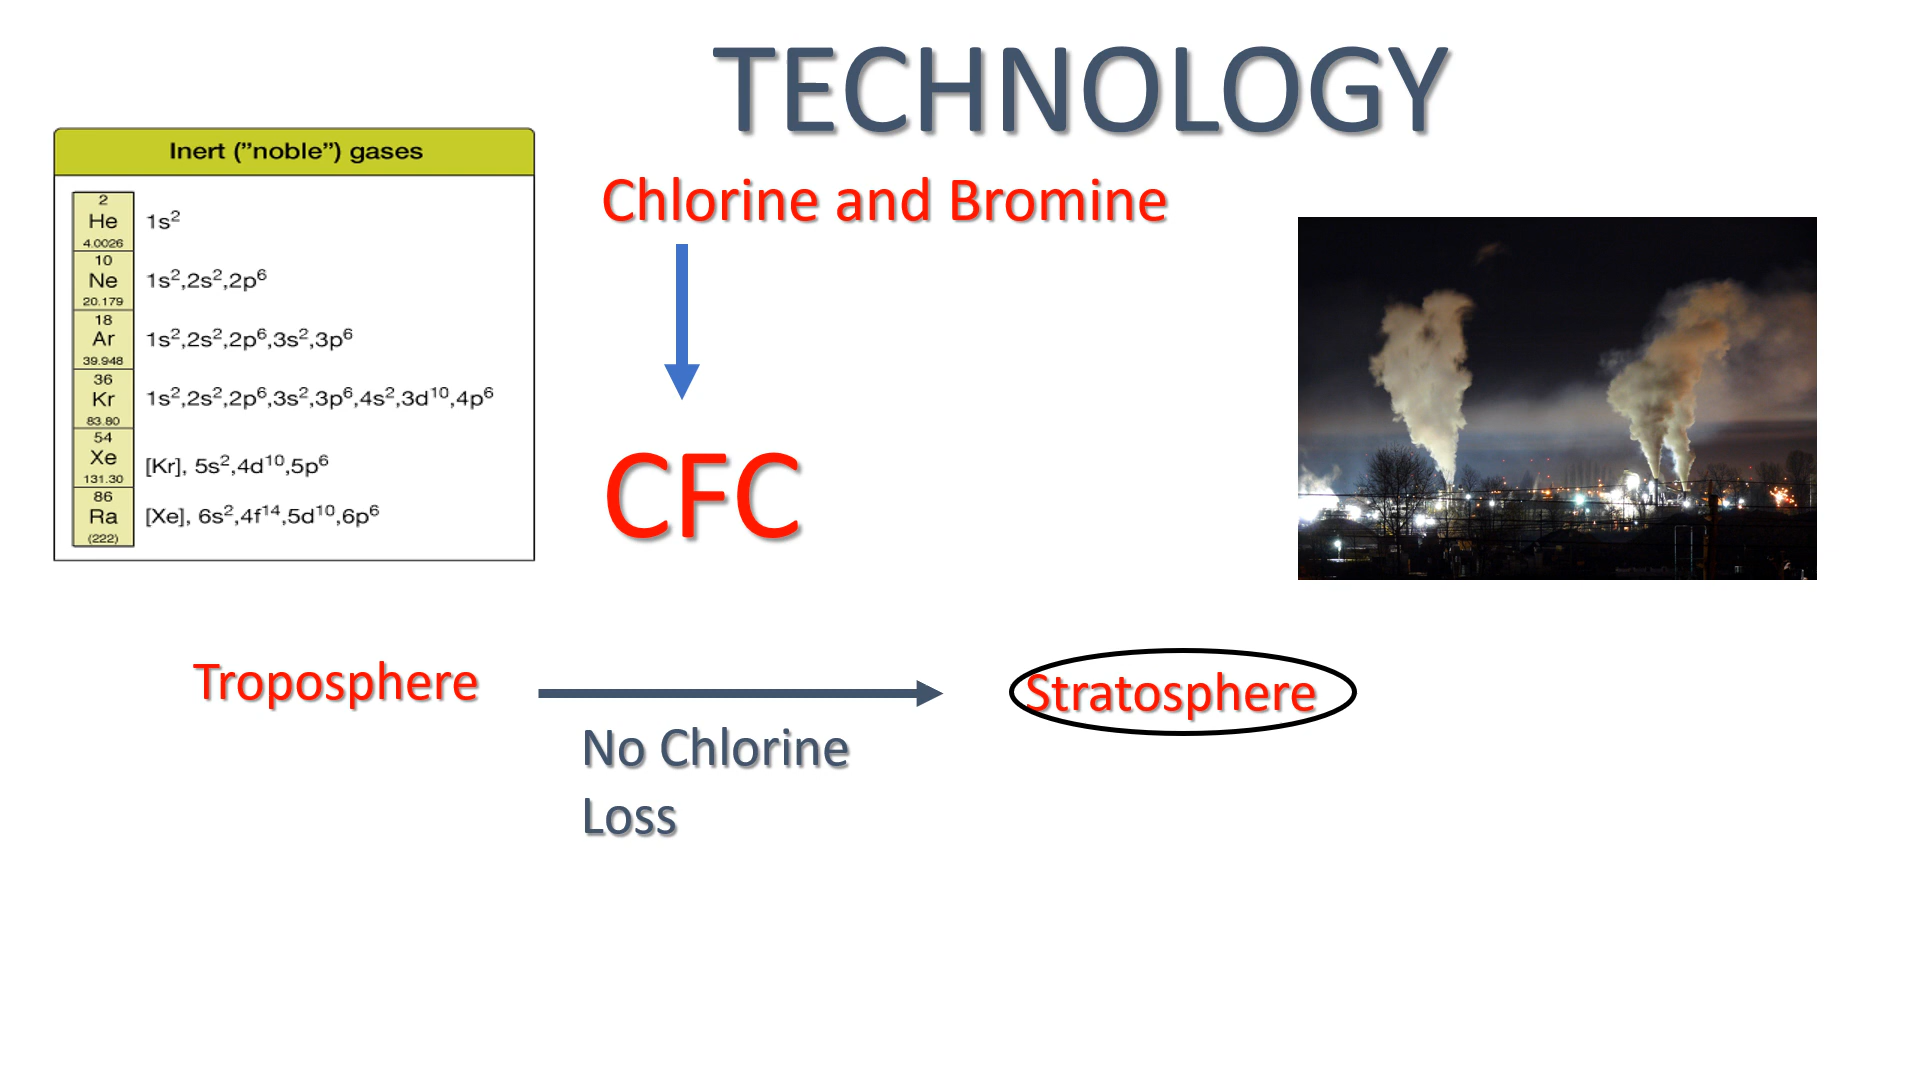 TECHNOLOGY
Inert ("noble") gases
2
He
4.0026
1s²
10
Ne
20.179
1s²,2s²,2p⁶
18
Ar
39.948
1s²,2s²,2p⁶,3s²,3p⁶
36
Kr
83.80
1s²,2s²,2p⁶,3s²,3p⁶,4s²,3d¹⁰,4p⁶
54
Xe
131.30
[Kr], 5s²,4d¹⁰,5p⁶
86
Ra
(222)
[Xe], 6s²,4f¹⁴,5d¹⁰,6p⁶
Chlorine and Bromine
CFC
Troposphere
Stratosphere
No Chlorine
Loss